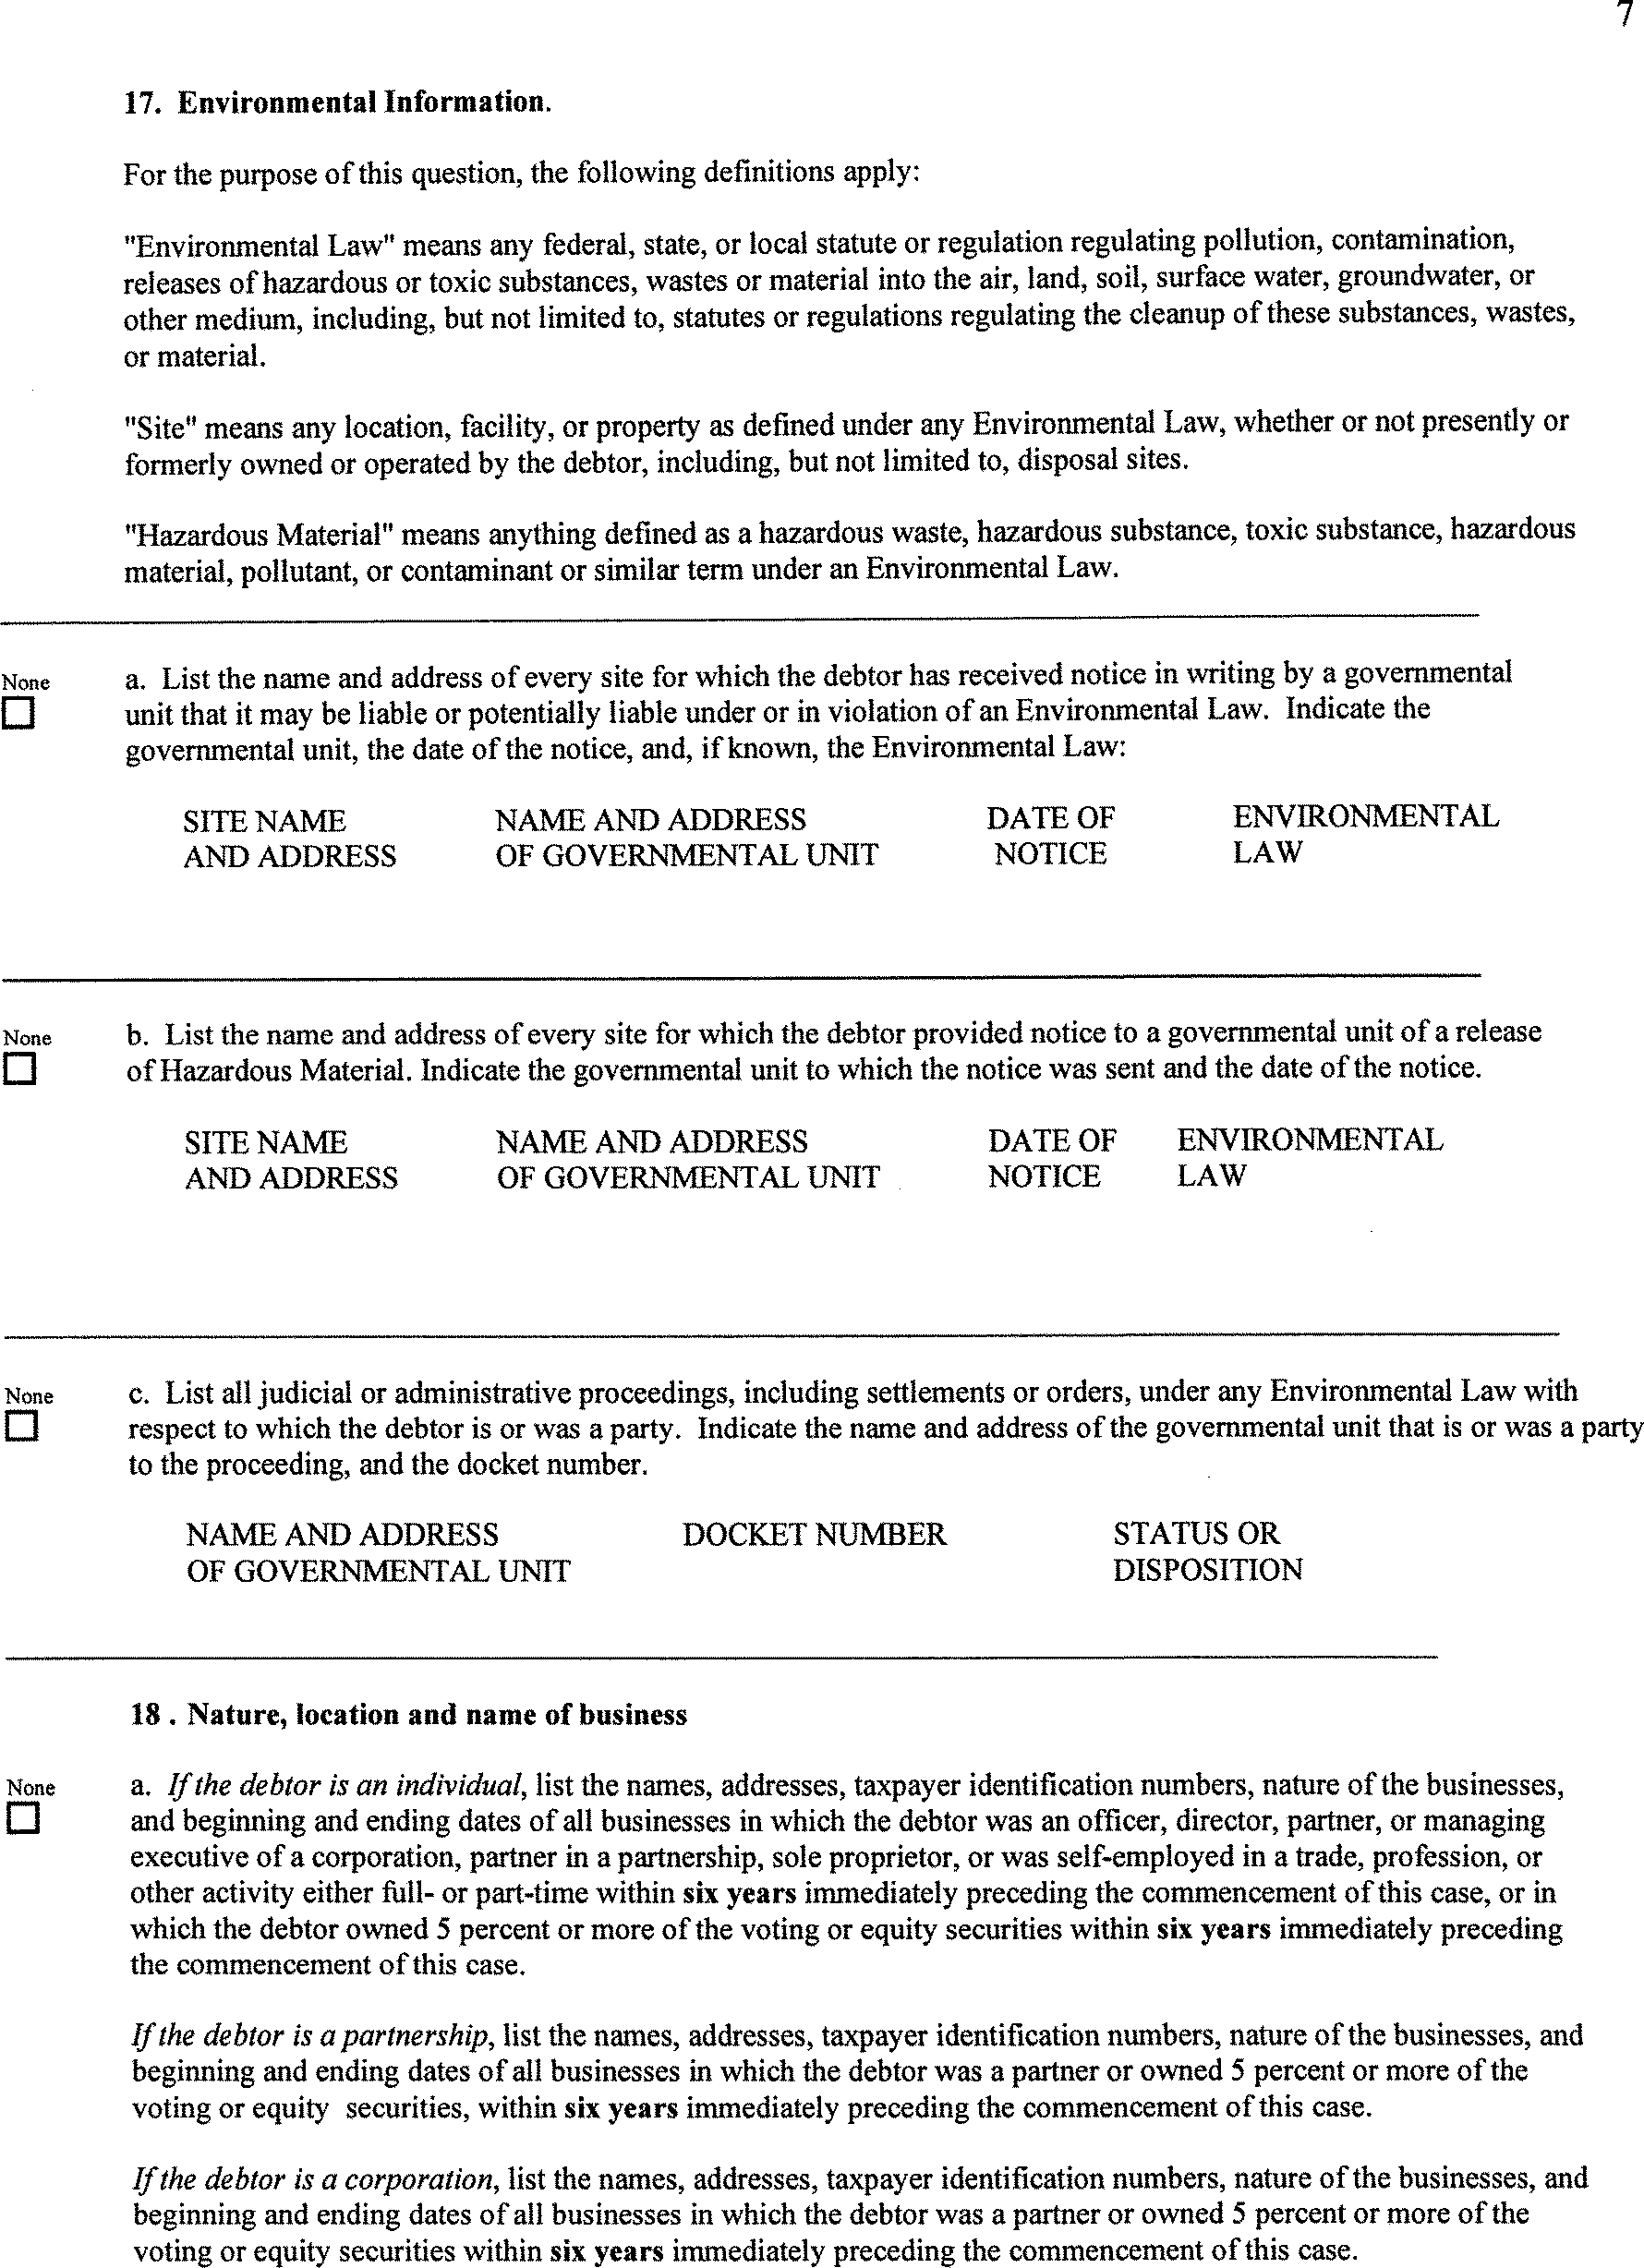 7
17. Environmental Information.
For the purpose of this question, the following definitions apply:
"Environmental Law" means any federal, state, or local statute or regulation regulating pollution, contamination,
releases of hazardous or toxic substances, wastes or material into the air, land, soil, surface water, groundwater, or
other medium, including, but not limited to, statutes or regulations regulating the cleanup of these substances, wastes,
or material.
"Site" means any location, facility, or property as defined under any Environmental Law, whether or not presently or
formerly owned or operated by the debtor, including, but not limited to, disposal sites.
"Hazardous Material" means anything defined as a hazardous waste, hazardous substance, toxic substance, hazardous
material, pollutant, or contaminant or similar term under an Environmental Law.
None a. List the name and address of every site for which the debtor has received notice in writing by a governmental
unit that it may be liable or potentially liable under or in violation of an Environmental Law. Indicate the
governmental unit, the date of the notice, and, if known, the Environmental Law:
SITE NAME NAME AND ADDRESS DATE OF ENVIRONMENTAL
AND ADDRESS OF GOVERNMENTAL UNIT NOTICE LAW
None b. List the name and address of every site for which the debtor provided notice to a governmental unit of a release
of Hazardous Material. Indicate the governmental unit to which the notice was sent and the date of the notice.
SITE NAME NAME AND ADDRESS DATE OF ENVIRONMENTAL
AND ADDRESS OF GOVERNMENTAL UNIT NOTICE LAW
None c. List all judicial or administrative proceedings, including settlements or orders, under any Environmental Law with
respect to which the debtor is or was a party. Indicate the name and address of the governmental unit that is or was a party
to the proceeding, and the docket number.
NAME AND ADDRESS DOCKET NUMBER STATUS OR
OF GOVERNMENTAL UNIT DISPOSITION
18 . Nature, location and name of business
None a. If the debtor is an individual, list the names, addresses, taxpayer identification numbers, nature of the businesses,
and beginning and ending dates of all businesses in which the debtor was an officer, director, partner, or managing
executive of a corporation, partner in a partnership, sole proprietor, or was self-employed in a trade, profession, or
other activity either full- or part-time within six years immediately preceding the commencement of this case, or in
which the debtor owned 5 percent or more of the voting or equity securities within six years immediately preceding
the commencement of this case.
If the debtor is a partnership, list the names, addresses, taxpayer identification numbers, nature of the businesses, and
beginning and ending dates of all businesses in which the debtor was a partner or owned 5 percent or more of the
voting or equity securities, within six years immediately preceding the commencement of this case.
If the debtor is a corporation, list the names, addresses, taxpayer identification numbers, nature of the businesses, and
beginning and ending dates of all businesses in which the debtor was a partner or owned 5 percent or more of the
voting or equity securities within six years immediately preceding the commencement of this case.